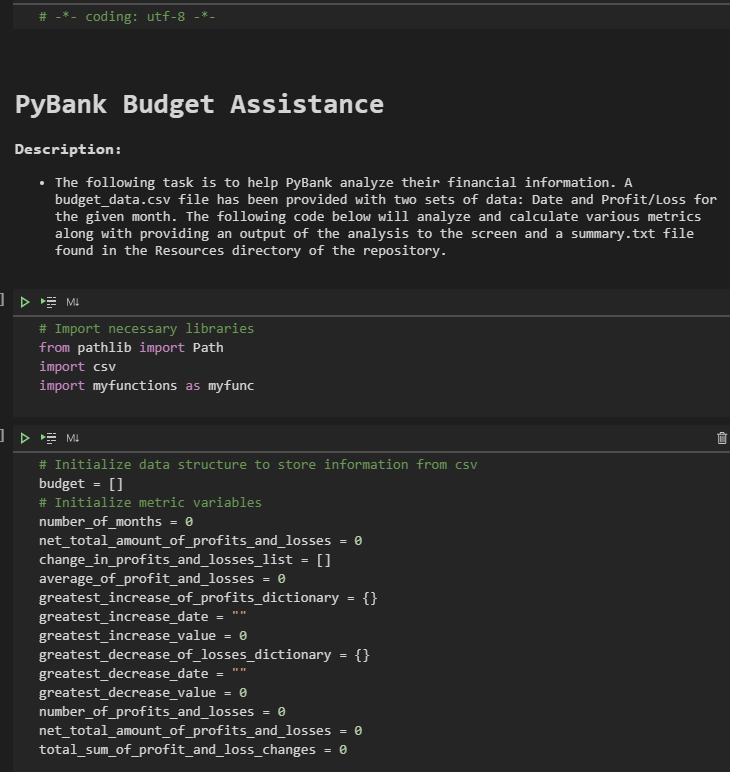 # -*- coding: utf-8 -*-
PyBank Budget Assistance
Description:
• The following task is to help PyBank analyze their financial information. A
budget_data.csv file has been provided with two sets of data: Date and Profit/Loss for
the given month. The following code below will analyze and calculate various metrics
along with providing an output of the analysis to the screen and a summary.txt file
found in the Resources directory of the repository.
] M↓
# Import necessary libraries
from pathlib import Path
import csv
import myfunctions as myfunc
] M↓
# Initialize data structure to store information from csv
budget = []
# Initialize metric variables
number_of_months = 0
net_total_amount_of_profits_and_losses = 0
change_in_profits_and_losses_list = []
average_of_profit_and_losses = 0
greatest_increase_of_profits_dictionary = {}
greatest_increase_date = ""
greatest_increase_value = 0
greatest_decrease_of_losses_dictionary = {}
greatest_decrease_date = ""
greatest_decrease_value = 0
number_of_profits_and_losses = 0
net_total_amount_of_profits_and_losses = 0
total_sum_of_profit_and_loss_changes = 0